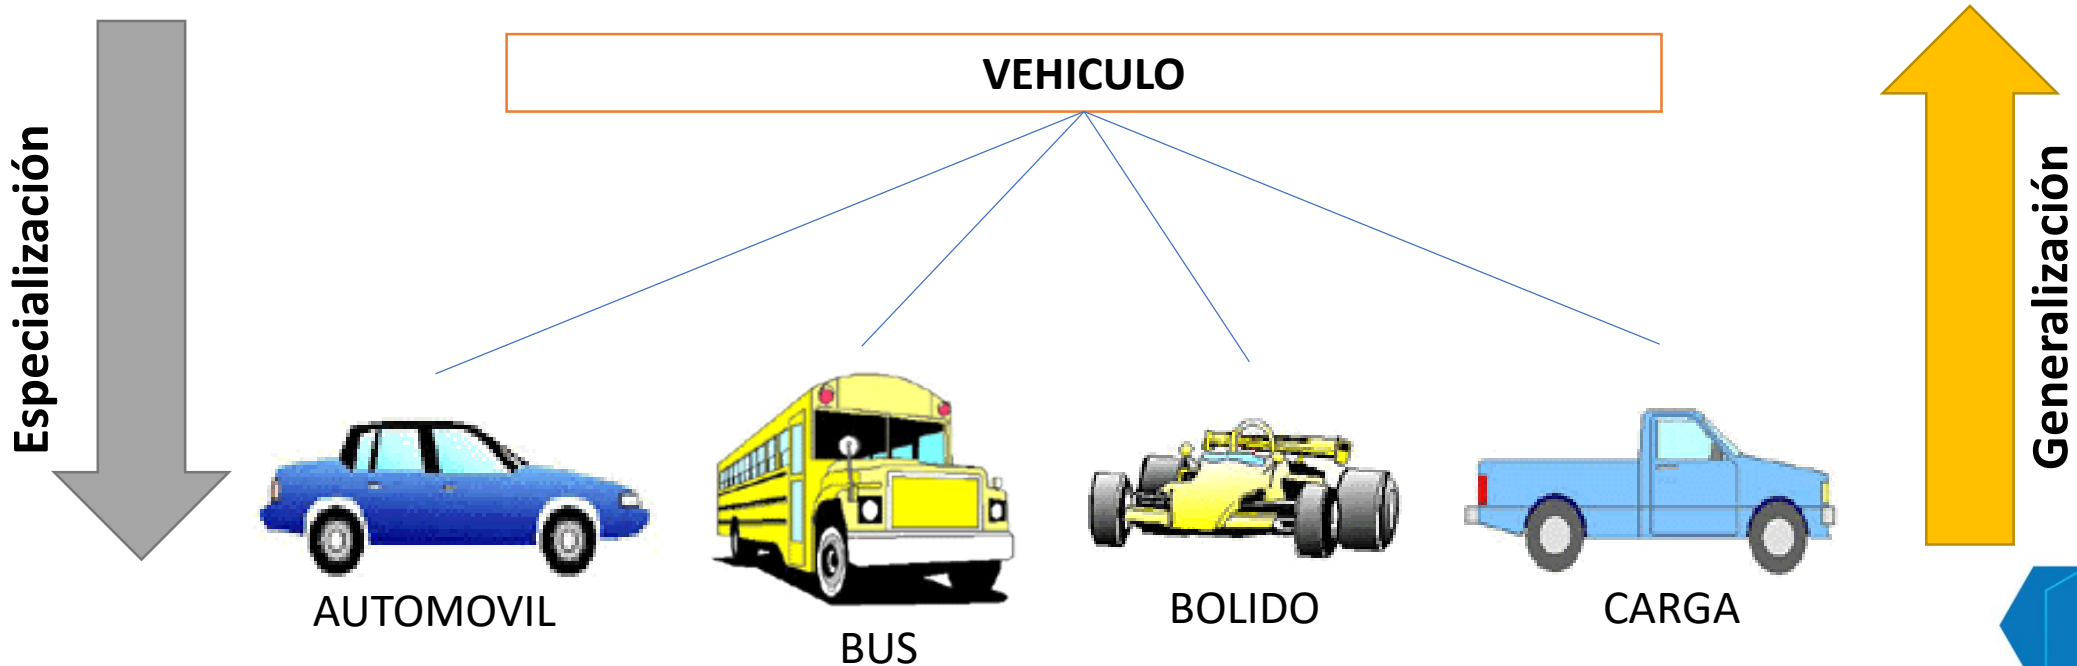 VEHICULO
Especialización
Generalización
AUTOMOVIL
BUS
BOLIDO
CARGA